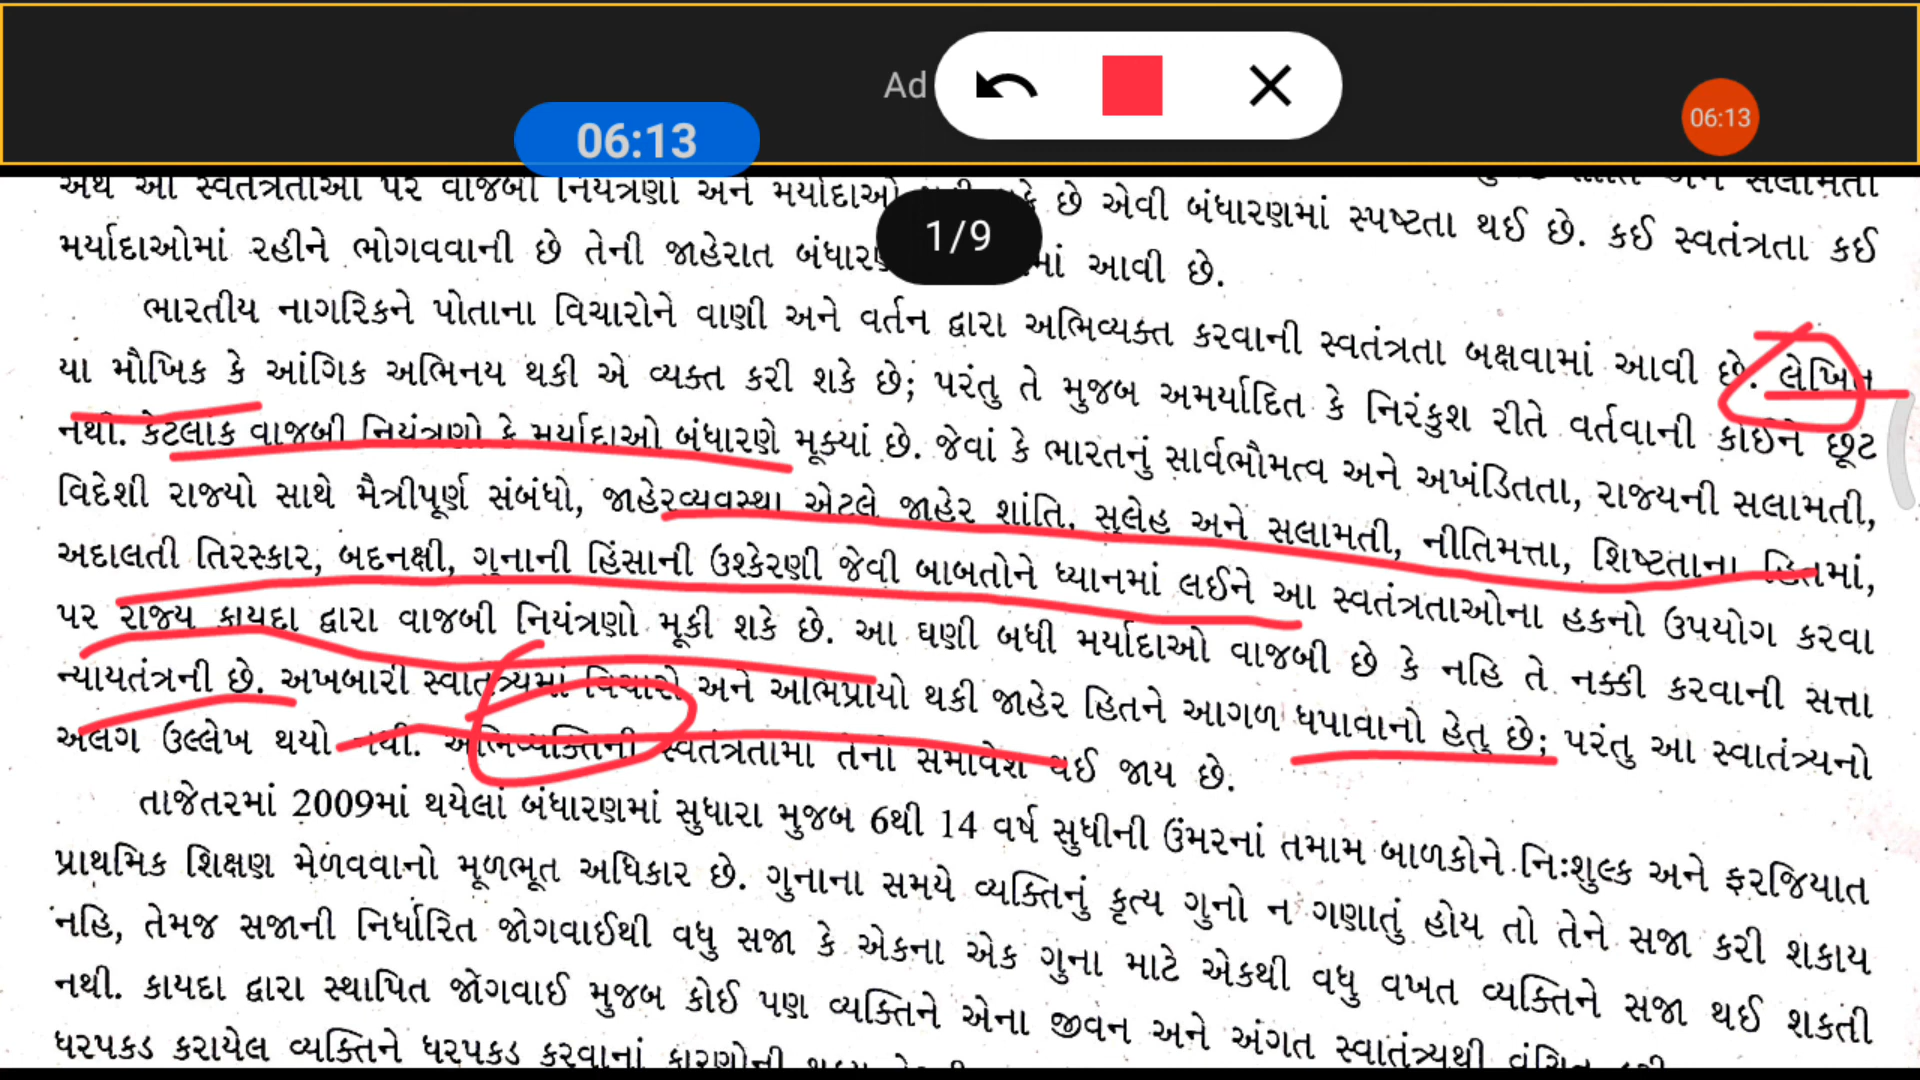 Ad
06:13
06:13
1/9
અર્થે આ સ્વતંત્રતાઓ પર વાજબી નિયંત્રણો અને મર્યાદાઓ છે એવી બંધારણમાં સ્પષ્ટતા થઈ છે. કઈ સ્વતંત્રતા કઈ
મર્યાદાઓમાં રહીને ભોગવવાની છે તેની જાહેરાત આવી છે.
ભારતીય નાગરિકને પોતાના વિચારોને વાણી અને વર્તન દ્વારા અભિવ્યક્ત કરવાની સ્વતંત્રતા બક્ષવામાં આવી છે. લેખિત
યા મૌખિક કે આંગિક અભિનય થકી એ વ્યક્ત કરી શકે છે; પરંતુ તે મુજબ અમર્યાદિત કે નિરંકુશ રીતે વર્તવાની કોઈને છૂટ
નથી. કેટલાક વાજબી નિયંત્રણો કે મર્યાદાઓ બંધારણે મૂક્યાં છે. જેવાં કે ભારતનું સાર્વભૌમત્વ અને અખંડિતતા, રાજ્યની સલામતી,
વિદેશી રાજ્યો સાથે મૈત્રીપૂર્ણ સંબંધો, જાહેરવ્યવસ્થા એટલે જાહેર શાંતિ, સુલેહ અને સલામતી, નીતિમત્તા, શિષ્ટતાના હિતમાં,
અદાલતી તિરસ્કાર, બદનક્ષી, ગુનાની હિંસાની ઉશ્કેરણી જેવી બાબતોને ધ્યાનમાં લઈને આ સ્વતંત્રતાઓના હકનો ઉપયોગ કરવા
પર રાજ્ય કાયદા દ્વારા વાજબી નિયંત્રણો મૂકી શકે છે. આ ઘણી બધી મર્યાદાઓ વાજબી છે કે નહિ તે નક્કી કરવાની સત્તા
ન્યાયતંત્રની છે. અખબારી સ્વાતંત્ર્યમાં વિચારો અને અભિપ્રાયો થકી જાહેર હિતને આગળ ધપાવાનો હેતુ છે; પરંતુ આ સ્વાતંત્ર્યનો
અલગ ઉલ્લેખ થયો નથી. અભિવ્યક્તિની સ્વતંત્રતામાં તેનો સમાવેશ થઈ જાય છે.
તાજેતરમાં 2009માં થયેલાં બંધારણમાં સુધારા મુજબ 6થી 14 વર્ષ સુધીની ઉંમરનાં તમામ બાળકોને નિઃશુલ્ક અને ફરજિયાત
પ્રાથમિક શિક્ષણ મેળવવાનો મૂળભૂત અધિકાર છે. ગુનાના સમયે વ્યક્તિનું કૃત્ય ગુનો ન ગણાતું હોય તો તેને સજા કરી શકાય
નહિ, તેમજ સજાની નિર્ધારિત જોગવાઈથી વધુ સજા કે એકના એક ગુના માટે એકથી વધુ વખત વ્યક્તિને સજા થઈ શકતી
નથી. કાયદા દ્વારા સ્થાપિત જોગવાઈ મુજબ કોઈ પણ વ્યક્તિને એના જીવન અને અંગત સ્વાતંત્ર્યથી
ધરપકડ કરાયેલ વ્યક્તિને ધરપકડ કરવાનાં કારણોની